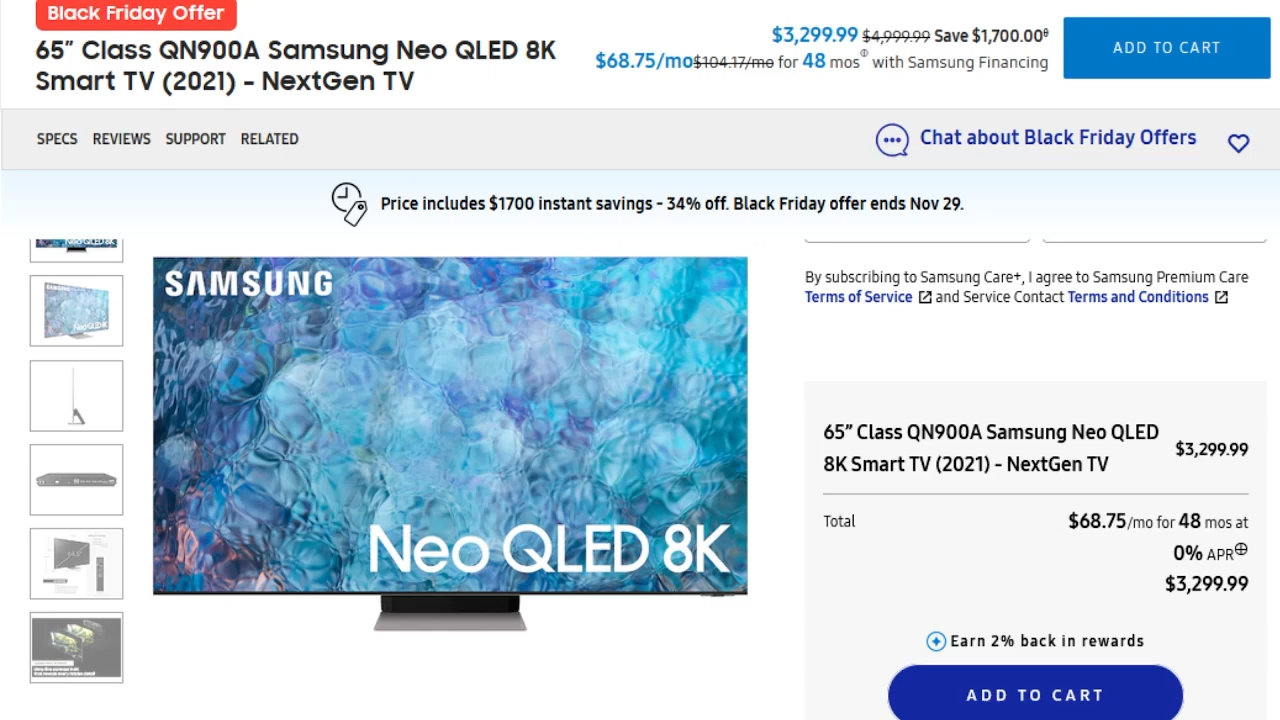 Black Friday Offer
65” Class QN900A Samsung Neo QLED 8K
Smart TV (2021) - NextGen TV
$3,299.99 $4,999.99 Save $1,700.00
$68.75/mo $104.17/mo for 48 mos with Samsung Financing
ADD TO CART
SPECS REVIEWS SUPPORT RELATED
Chat about Black Friday Offers
Price includes $1700 instant savings - 34% off. Black Friday offer ends Nov 29.
SAMSUNG
Neo QLED 8K
Neo QLED 8K
By subscribing to Samsung Care+, I agree to Samsung Premium Care
Terms of Service and Service Contact Terms and Conditions
65” Class QN900A Samsung Neo QLED
8K Smart TV (2021) - NextGen TV
$3,299.99
Total
$68.75/mo for 48 mos at
0% APR
$3,299.99
Earn 2% back in rewards
ADD TO CART